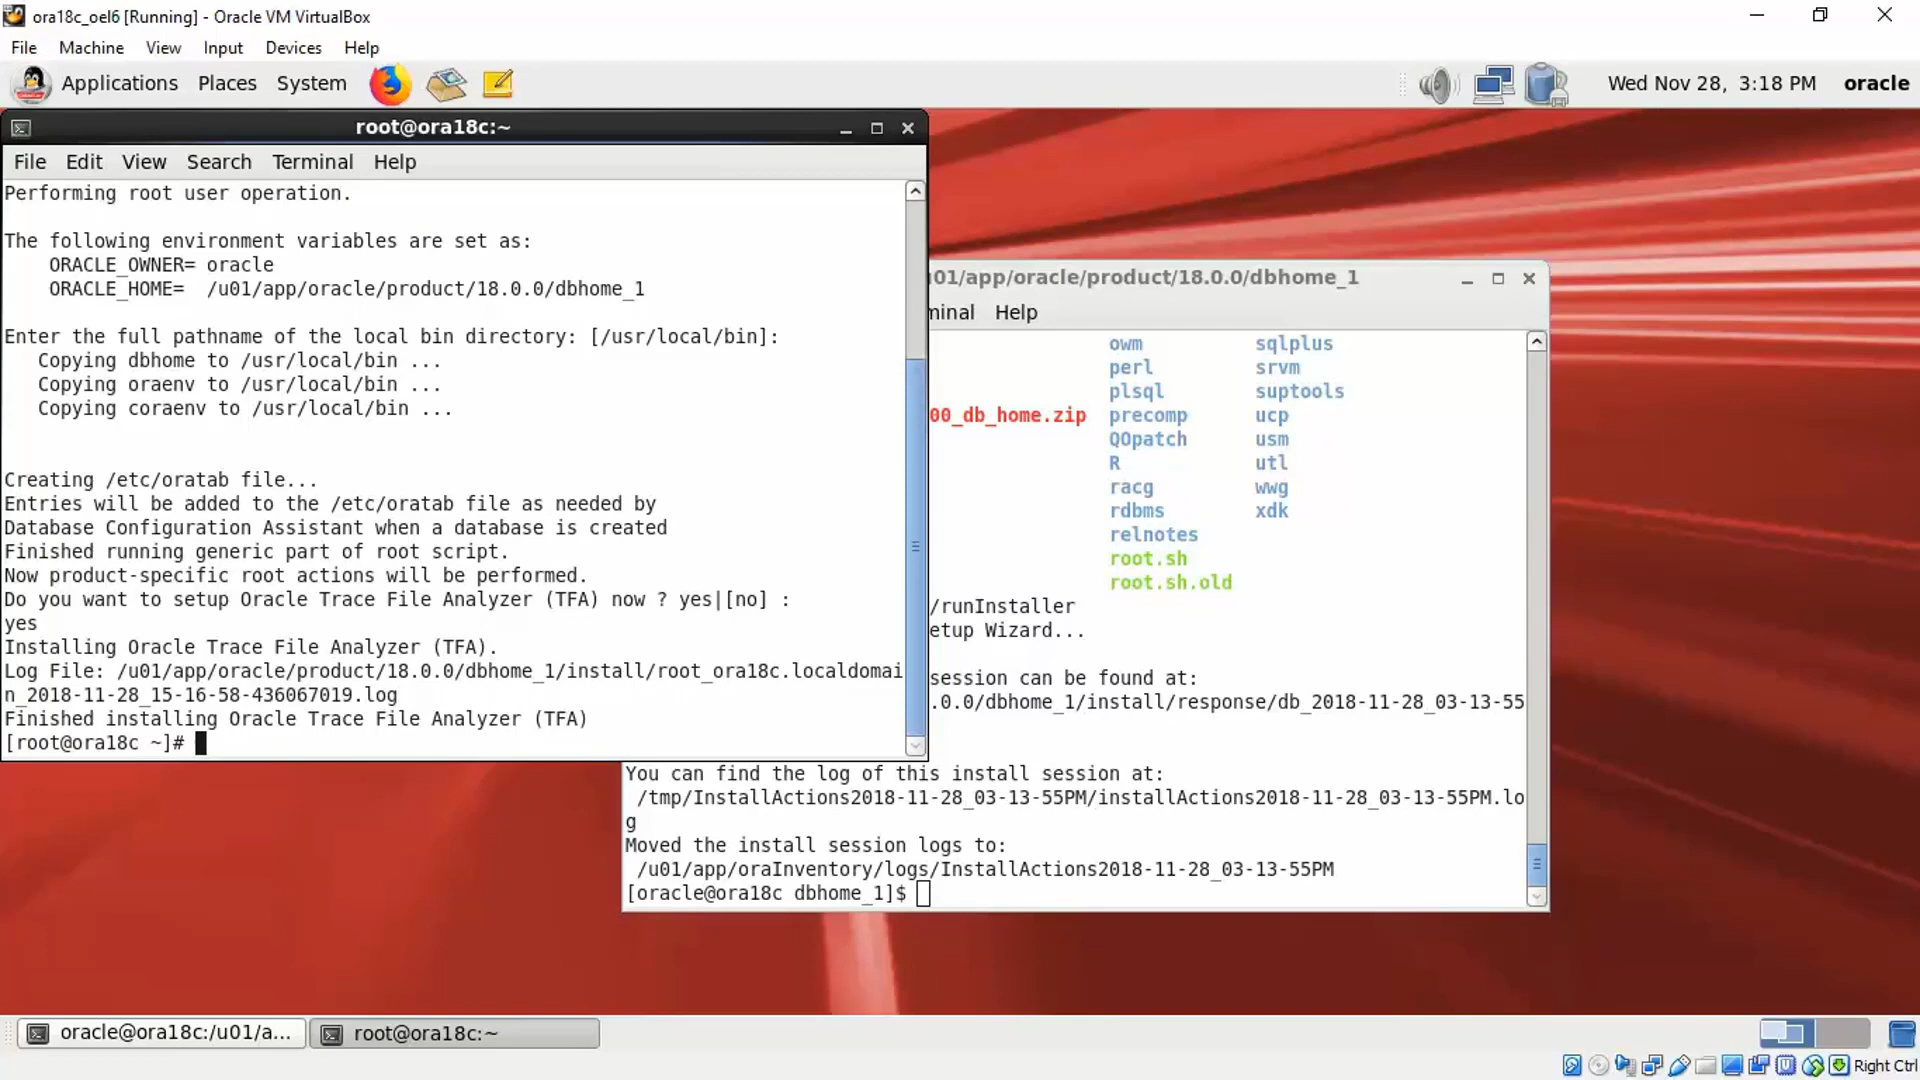 ora18c_oel6 [Running] - Oracle VM VirtualBox
File Machine View Input Devices Help
Applications Places System
Wed Nov 28, 3:18 PM oracle
root@ora18c:~
File Edit View Search Terminal Help
Performing root user operation.
The following environment variables are set as:
ORACLE_OWNER= oracle
ORACLE_HOME=  /u01/app/oracle/product/18.0.0/dbhome_1
Enter the full pathname of the local bin directory: [/usr/local/bin]:
Copying dbhome to /usr/local/bin ...
Copying oraenv to /usr/local/bin ...
Copying coraenv to /usr/local/bin ...
Creating /etc/oratab file...
Entries will be added to the /etc/oratab file as needed by
Database Configuration Assistant when a database is created
Finished running generic part of root script.
Now product-specific root actions will be performed.
Do you want to setup Oracle Trace File Analyzer (TFA) now ? yes|[no] :
yes
Installing Oracle Trace File Analyzer (TFA).
Log File: /u01/app/oracle/product/18.0.0/dbhome_1/install/root_ora18c.localdomai
n_2018-11-28_15-16-58-436067019.log
Finished installing Oracle Trace File Analyzer (TFA)
[root@ora18c ~]#
u01/app/oracle/product/18.0.0/dbhome_1
minal Help
owm sqlplus
perl srvm
plsql suptools
00_db_home.zip precomp ucp
QOpatch usm
R utl
racg wwg
rdbms xdk
relnotes
root.sh
root.sh.old
/runInstaller
etup Wizard...
session can be found at:
.0.0/dbhome_1/install/response/db_2018-11-28_03-13-55
You can find the log of this install session at:
/tmp/InstallActions2018-11-28_03-13-55PM/installActions2018-11-28_03-13-55PM.lo
g
Moved the install session logs to:
/u01/app/oraInventory/logs/InstallActions2018-11-28_03-13-55PM
[oracle@ora18c dbhome_1]$
oracle@ora18c:/u01/a... root@ora18c:~
Right Ctrl